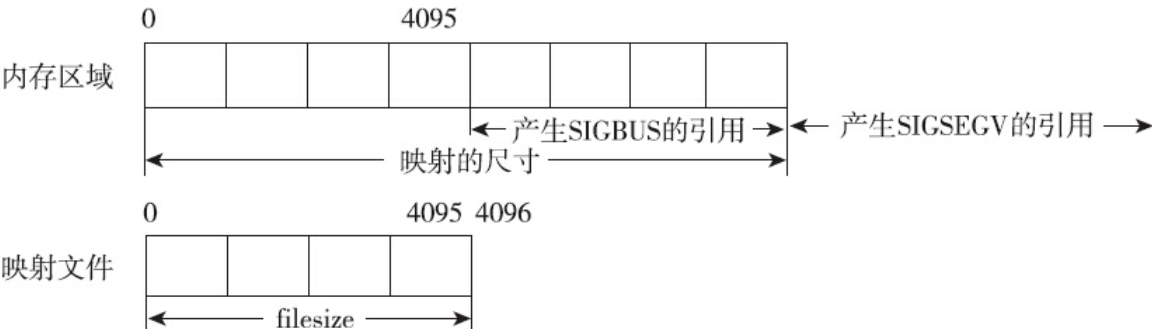 0 4095
内存区域
产生SIGBUS的引用 产生SIGSEGV的引用
映射的尺寸
0 4095 4096
映射文件
filesize